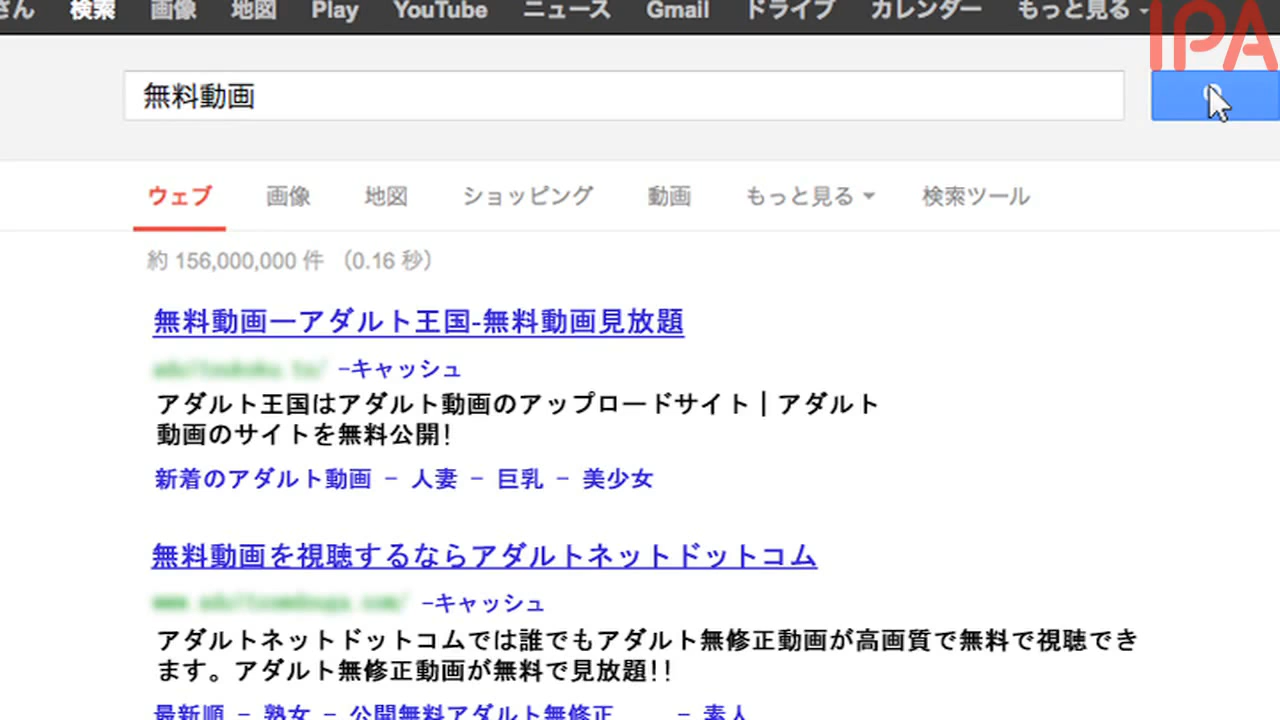 さん 検索 画像 地図 Play YouTube ニュース Gmail ドライブ カレンダー もっと見る
IPA
無料動画
ウェブ 画像 地図 ショッピング 動画 もっと見る 検索ツール
約 156,000,000 件 （0.16 秒）
無料動画ーアダルト王国-無料動画見放題
-キャッシュ
アダルト王国はアダルト動画のアップロードサイト｜アダルト
動画のサイトを無料公開！
新着のアダルト動画 － 人妻 － 巨乳 － 美少女
無料動画を視聴するならアダルトネットドットコム
-キャッシュ
アダルトネットドットコムでは誰でもアダルト無修正動画が高画質で無料で視聴でき
ます。アダルト無修正動画が無料で見放題！！
最新順 － 熟女 － 公開無料アダルト無修正 － 素人